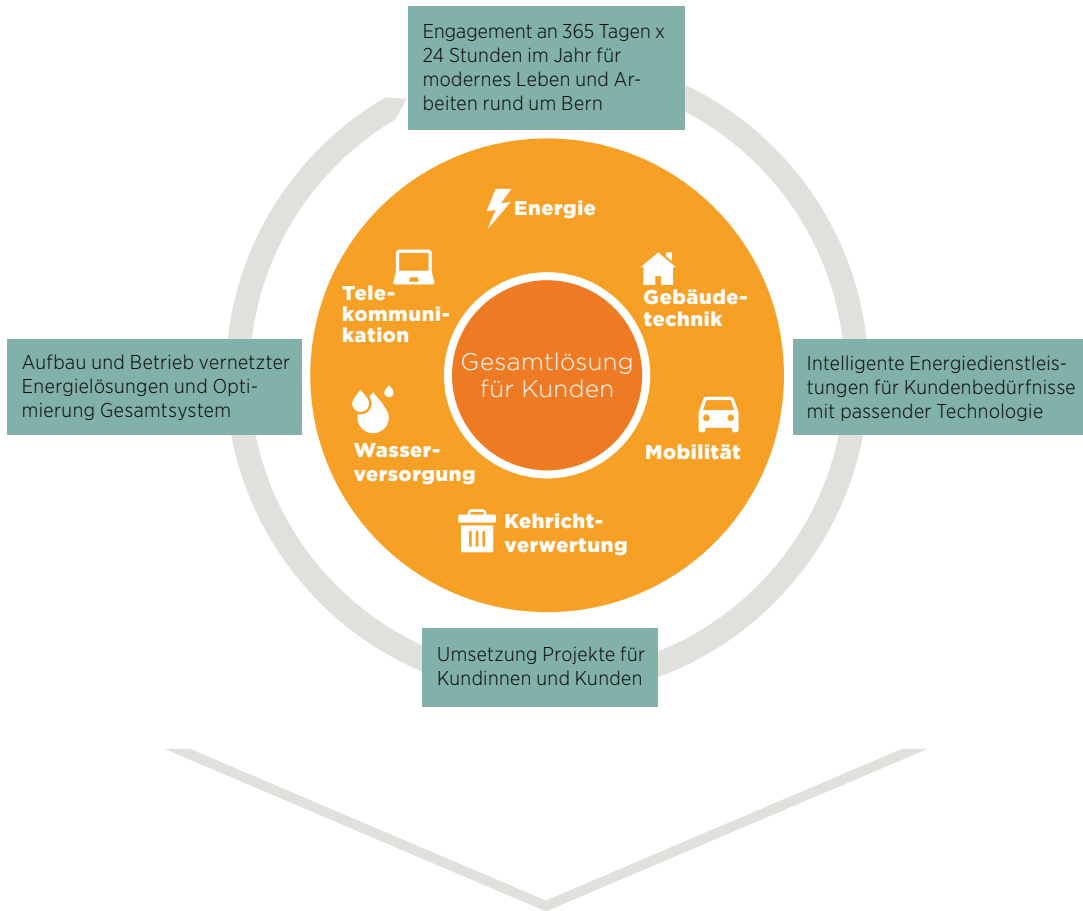 Engagement an 365 Tagen x
24 Stunden im Jahr für
modernes Leben und Ar-
beiten rund um Bern
Energie
Tele-
kommuni-
kation
Gebäude-
technik
Gesamtlösung
für Kunden
Aufbau und Betrieb vernetzter
Energielösungen und Opti-
mierung Gesamtsystem
Intelligente Energiedienstleis-
tungen für Kundenbedürfnisse
mit passender Technologie
Wasser-
versorgung
Mobilität
Kehricht-
verwertung
Umsetzung Projekte für
Kundinnen und Kunden